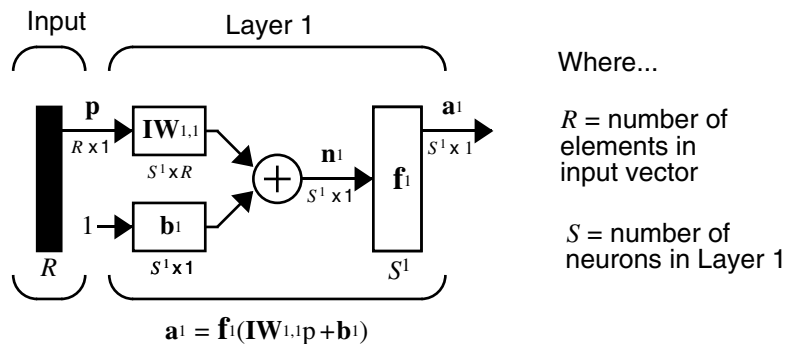 Input
Layer 1
Where...
p
R x 1
IW1,1
S1 x R
1
b1
S1 x 1
n1
S1 x 1
f1
a1
S1 x 1
R
S1
R = number of
elements in
input vector
S = number of
neurons in Layer 1
a1 = f1(IW1,1p +b1)